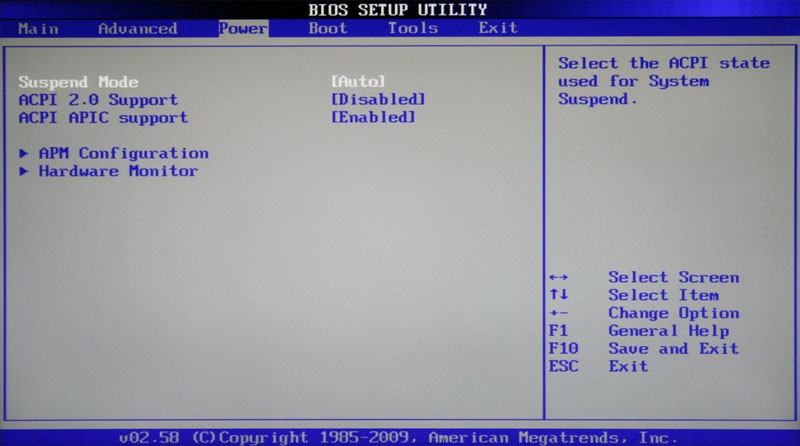 BIOS SETUP UTILITY
Main Advanced Power Boot Tools Exit
Suspend Mode [Auto]
ACPI 2.0 Support [Disabled]
ACPI APIC support [Enabled]
▶ APM Configuration
▶ Hardware Monitor
Select the ACPI state
used for System
Suspend.
←→ Select Screen
↑↓ Select Item
+- Change Option
F1 General Help
F10 Save and Exit
ESC Exit
v02.58 (C)Copyright 1985-2009, American Megatrends, Inc.